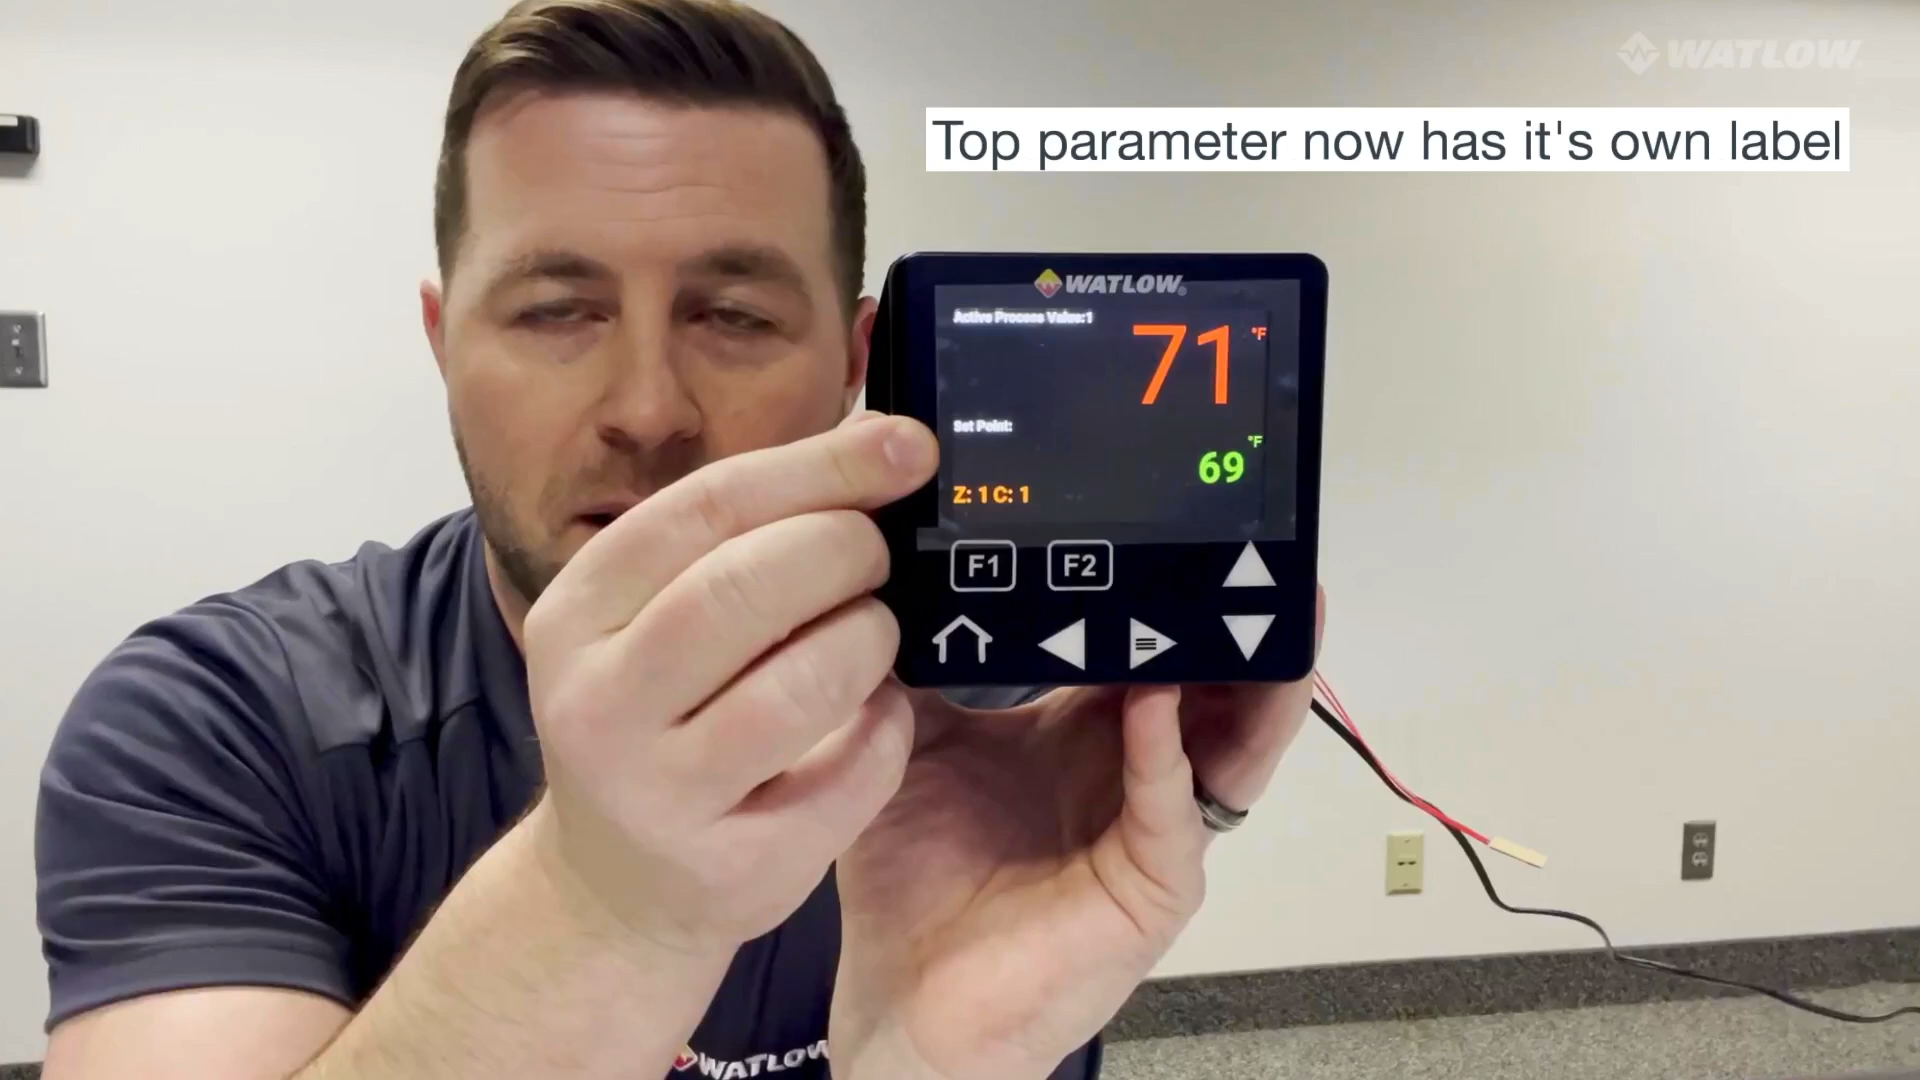 WATLOW
Top parameter now has it's own label
WATLOW
Active Process Value:1
71 °F
Set Point:
69 °F
Z: 1 C: 1
F1 F2
WATLOW